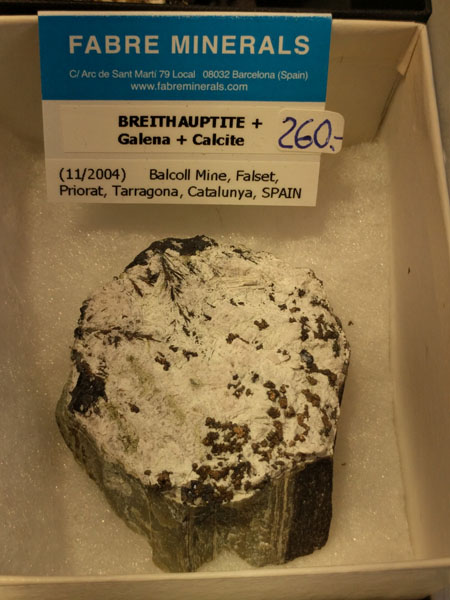 FABRE MINERALS
C/ Arc de Sant Martí 79 Local 08032 Barcelona (Spain)
www.fabreminerals.com
BREITHAUPTITE +
Galena + Calcite
260.-
(11/2004) Balcoll Mine, Falset,
Priorat, Tarragona, Catalunya, SPAIN